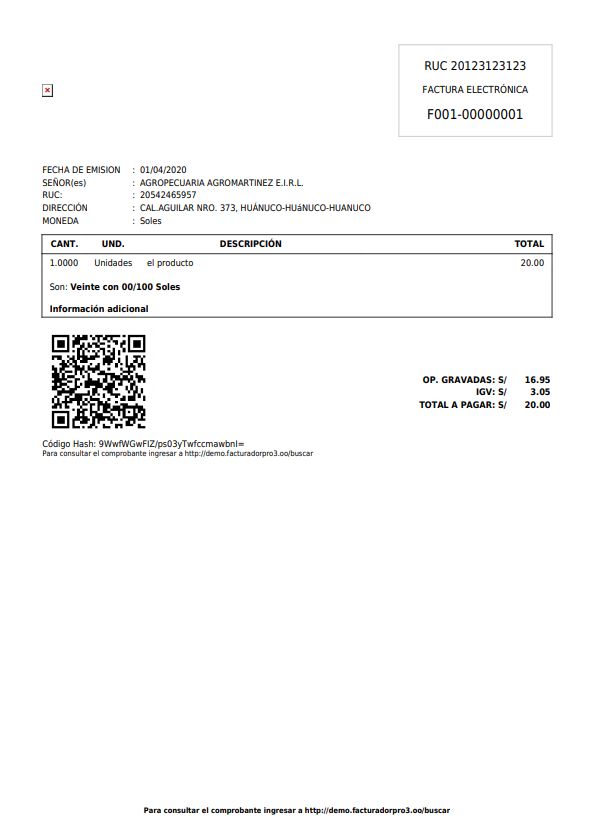 RUC 20123123123
FACTURA ELECTRÓNICA
F001-00000001
FECHA DE EMISION : 01/04/2020
SEÑOR(es) : AGROPECUARIA AGROMARTINEZ E.I.R.L.
RUC: : 20542465957
DIRECCIÓN : CAL.AGUILAR NRO. 373, HUÁNUCO-HUáNUCO-HUANUCO
MONEDA : Soles
CANT. UND. DESCRIPCIÓN TOTAL
1.0000 Unidades el producto 20.00
Son: Veinte con 00/100 Soles
Información adicional
OP. GRAVADAS: S/ 16.95
IGV: S/ 3.05
TOTAL A PAGAR: S/ 20.00
Código Hash: 9WwfWGwFIZ/ps03yTwfccmawbnI=
Para consultar el comprobante ingresar a http://demo.facturadorpro3.oo/buscar
Para consultar el comprobante ingresar a http://demo.facturadorpro3.oo/buscar